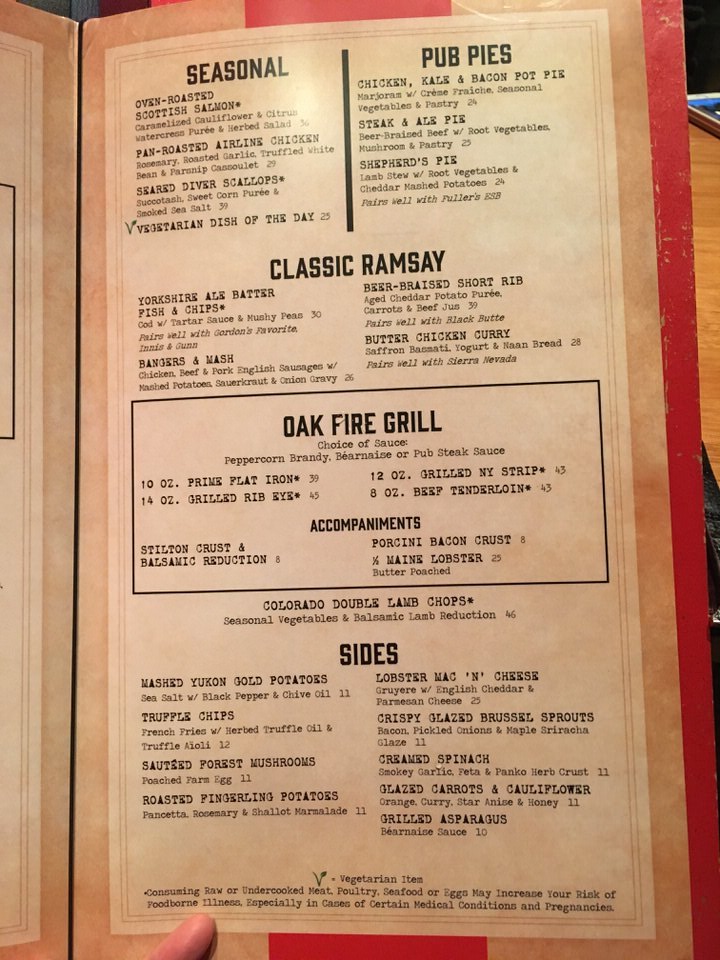 SEASONAL
OVEN-ROASTED
SCOTTISH SALMON*
Caramelized Cauliflower & Citrus
Watercress Purée & Herbed Salad 36
PAN-ROASTED AIRLINE CHICKEN
Rosemary, Roasted Garlic, Truffled White
Bean & Parsnip Cassoulet 29
SEARED DIVER SCALLOPS*
Succotash, Sweet Corn Purée &
Smoked Sea Salt 39
V VEGETARIAN DISH OF THE DAY 25
PUB PIES
CHICKEN, KALE & BACON POT PIE
Marjoram w/ Crème Fraiche, Seasonal
Vegetables & Pastry 24
STEAK & ALE PIE
Beer-Braised Beef w/ Root Vegetables,
Mushroom & Pastry 25
SHEPHERD'S PIE
Lamb Stew w/ Root Vegetables &
Cheddar Mashed Potatoes 24
Pairs Well with Fuller's ESB
CLASSIC RAMSAY
YORKSHIRE ALE BATTER
FISH & CHIPS*
Cod w/ Tartar Sauce & Mushy Peas 30
Pairs Well with Gordon's Favorite,
Innis & Gunn
BANGERS & MASH
Chicken, Beef & Pork English Sausages w/
Mashed Potatoes, Sauerkraut & Onion Gravy 26
BEER-BRAISED SHORT RIB
Aged Cheddar Potato Purée,
Carrots & Beef Jus 39
Pairs Well with Black Butte
BUTTER CHICKEN CURRY
Saffron Basmati, Yogurt & Naan Bread 28
Pairs Well with Sierra Nevada
OAK FIRE GRILL
Choice of Sauce:
Peppercorn Brandy, Béarnaise or Pub Steak Sauce
10 OZ. PRIME FLAT IRON* 39
14 OZ. GRILLED RIB EYE* 45
12 OZ. GRILLED NY STRIP* 43
8 OZ. BEEF TENDERLOIN* 43
ACCOMPANIMENTS
STILTON CRUST &
BALSAMIC REDUCTION 8
PORCINI BACON CRUST 8
½ MAINE LOBSTER 25
Butter Poached
COLORADO DOUBLE LAMB CHOPS*
Seasonal Vegetables & Balsamic Lamb Reduction 46
SIDES
MASHED YUKON GOLD POTATOES
Sea Salt w/ Black Pepper & Chive Oil 11
TRUFFLE CHIPS
French Fries w/ Herbed Truffle Oil &
Truffle Aïoli 12
SAUTÉED FOREST MUSHROOMS
Poached Farm Egg 11
ROASTED FINGERLING POTATOES
Pancetta, Rosemary & Shallot Marmalade 11
LOBSTER MAC 'N' CHEESE
Gruyere w/ English Cheddar &
Parmesan Cheese 25
CRISPY GLAZED BRUSSEL SPROUTS
Bacon, Pickled Onions & Maple Sriracha
Glaze 11
CREAMED SPINACH
Smokey Garlic, Feta & Panko Herb Crust 11
GLAZED CARROTS & CAULIFLOWER
Orange, Curry, Star Anise & Honey 11
GRILLED ASPARAGUS
Béarnaise Sauce 10
V = Vegetarian Item
*Consuming Raw or Undercooked Meat, Poultry, Seafood or Eggs May Increase Your Risk of
Foodborne Illness, Especially in Cases of Certain Medical Conditions and Pregnancies.